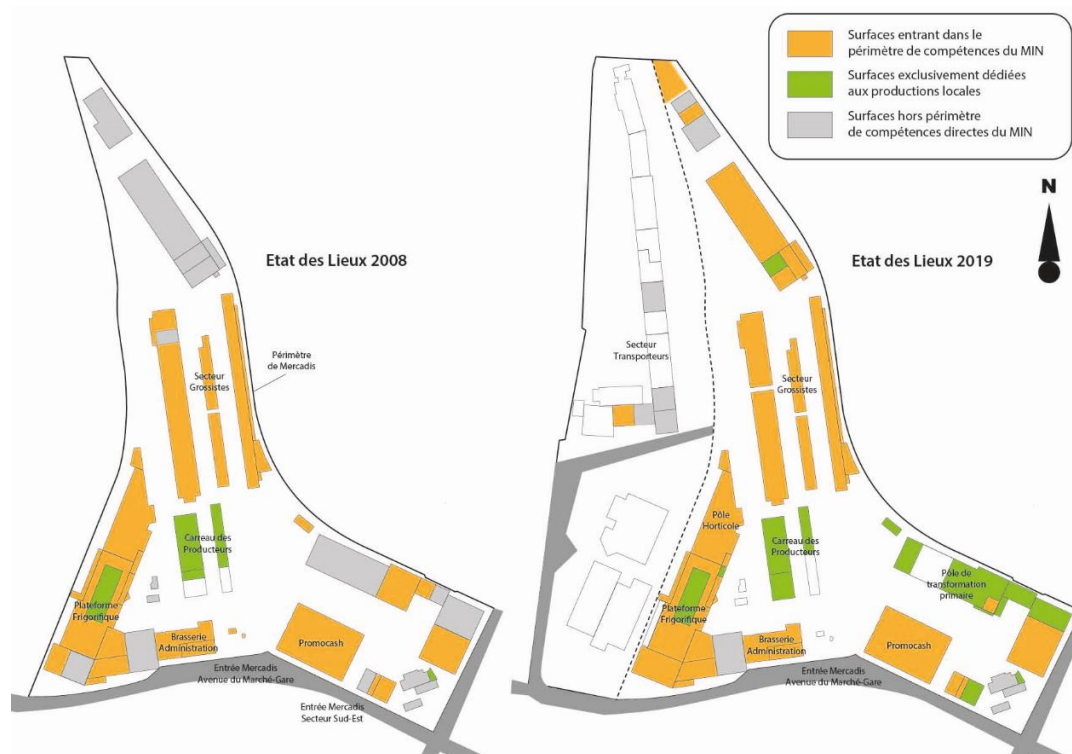 Surfaces entrant dans le
périmètre de compétences du MIN
Surfaces exclusivement dédiées
aux productions locales
Surfaces hors périmètre
de compétences directes du MIN
N
Etat des Lieux 2008
Périmètre
de Mercadis
Secteur
Grossistes
Carreau des
Producteurs
Plateforme
Frigorifique
Brasserie
Administration
Promocash
Entrée Mercadis
Avenue du Marché-Gare
Entrée Mercadis
Secteur Sud-Est
Etat des Lieux 2019
Secteur
Transporteurs
Secteur
Grossistes
Pôle
Horticole
Carreau des
Producteurs
Pôle de
transformation
primaire
Plateforme
Frigorifique
Brasserie
Administration
Promocash
Entrée Mercadis
Avenue du Marché-Gare